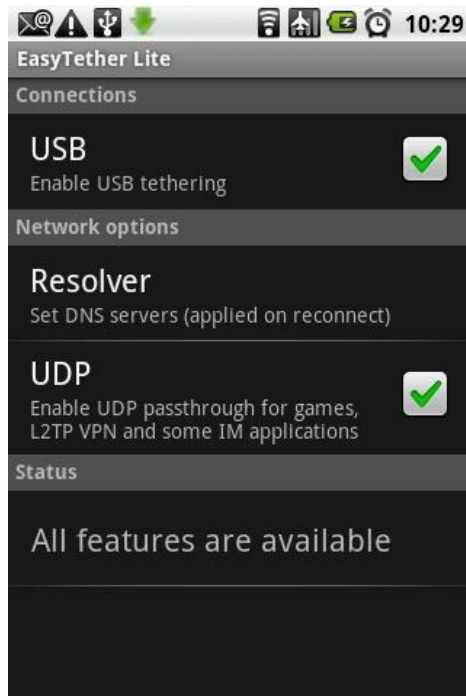 10:29
EasyTether Lite
Connections
USB
Enable USB tethering
Network options
Resolver
Set DNS servers (applied on reconnect)
UDP
Enable UDP passthrough for games,
L2TP VPN and some IM applications
Status
All features are available